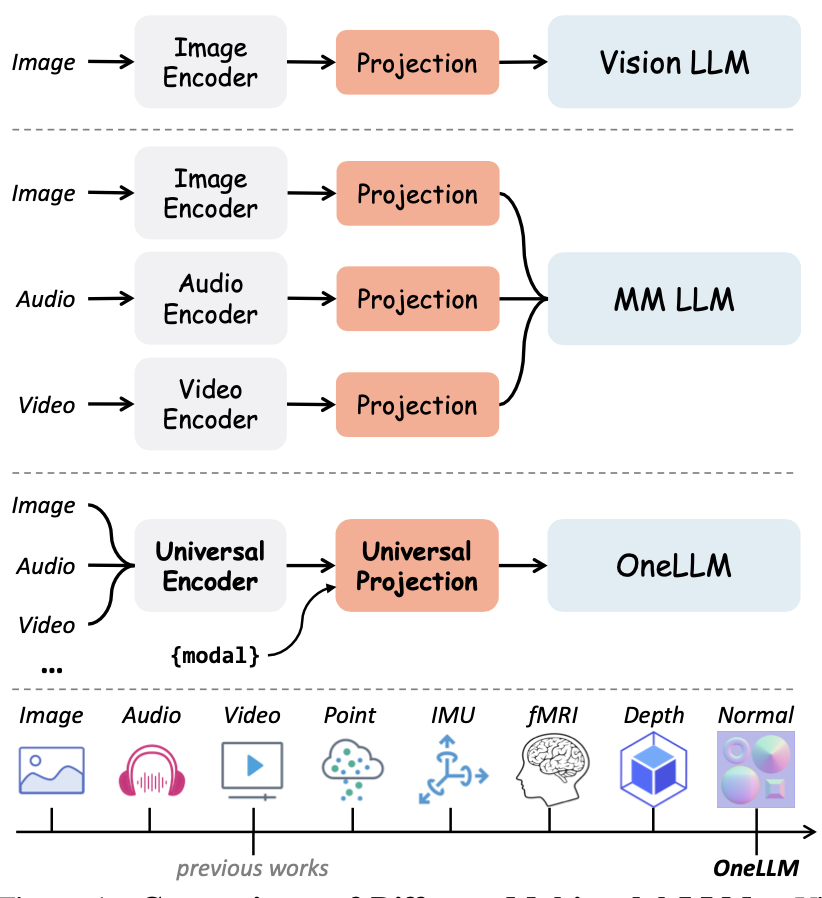 Image
Image
Encoder
Projection
Vision LLM
Image
Image
Encoder
Projection
Audio
Audio
Encoder
Projection
MM LLM
Video
Video
Encoder
Projection
Image
Audio
Video
...
Universal
Encoder
{modal}
Universal
Projection
OneLLM
Image Audio Video Point IMU fMRI Depth Normal
previous works
OneLLM